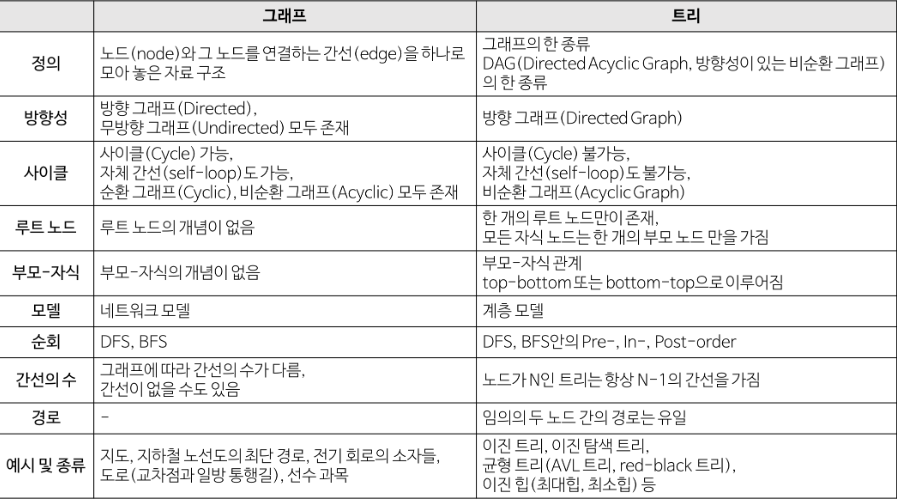 그래프 트리
정의 노드(node)와 그 노드를 연결하는 간선(edge)을 하나로
모아 놓은 자료 구조
그래프의 한 종류
DAG(Directed Acyclic Graph, 방향성이 있는 비순환 그래프)
의 한 종류
방향성 방향 그래프(Directed),
무방향 그래프(Undirected) 모두 존재
방향 그래프(Directed Graph)
사이클 사이클(Cycle) 가능,
자체 간선(self-loop)도 가능,
순환 그래프(Cyclic), 비순환 그래프(Acyclic) 모두 존재
사이클(Cycle) 불가능,
자체 간선(self-loop)도 불가능,
비순환 그래프(Acyclic Graph)
루트 노드 루트 노드의 개념이 없음
한 개의 루트 노드만이 존재,
모든 자식 노드는 한 개의 부모 노드 만을 가짐
부모-자식 부모-자식의 개념이 없음
부모-자식 관계
top-bottom 또는 bottom-top으로 이루어짐
모델 네트워크 모델 계층 모델
순회 DFS, BFS DFS, BFS안의 Pre-, In-, Post-order
간선의 수 그래프에 따라 간선의 수가 다름,
간선이 없을 수도 있음
노드가 N인 트리는 항상 N-1의 간선을 가짐
경로 - 임의의 두 노드 간의 경로는 유일
예시 및 종류 지도, 지하철 노선도의 최단 경로, 전기 회로의 소자들,
도로(교차점과 일방 통행길), 선수 과목
이진 트리, 이진 탐색 트리,
균형 트리(AVL 트리, red-black 트리),
이진 힙(최대힙, 최소힙) 등